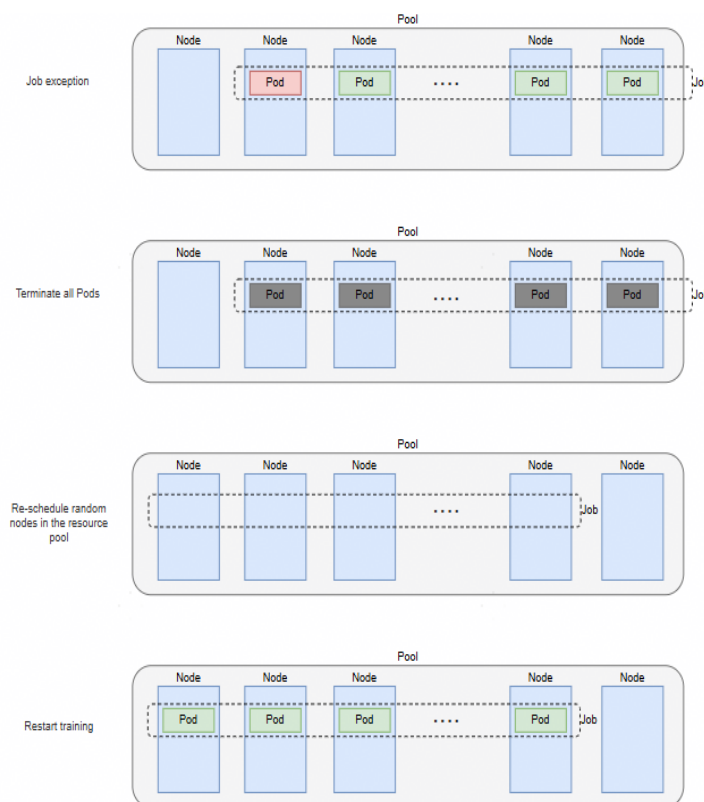 Pool
Node Node Node Node Node
Job exception
Pod Pod .... Pod Pod Jo
Pool
Node Node Node Node Node
Terminate all Pods
Pod Pod .... Pod Pod Jo
Pool
Node Node Node Node Node
Re-schedule random
nodes in the resource
pool
.... Job
Pool
Node Node Node Node Node
Restart training
Pod Pod Pod .... Pod Job